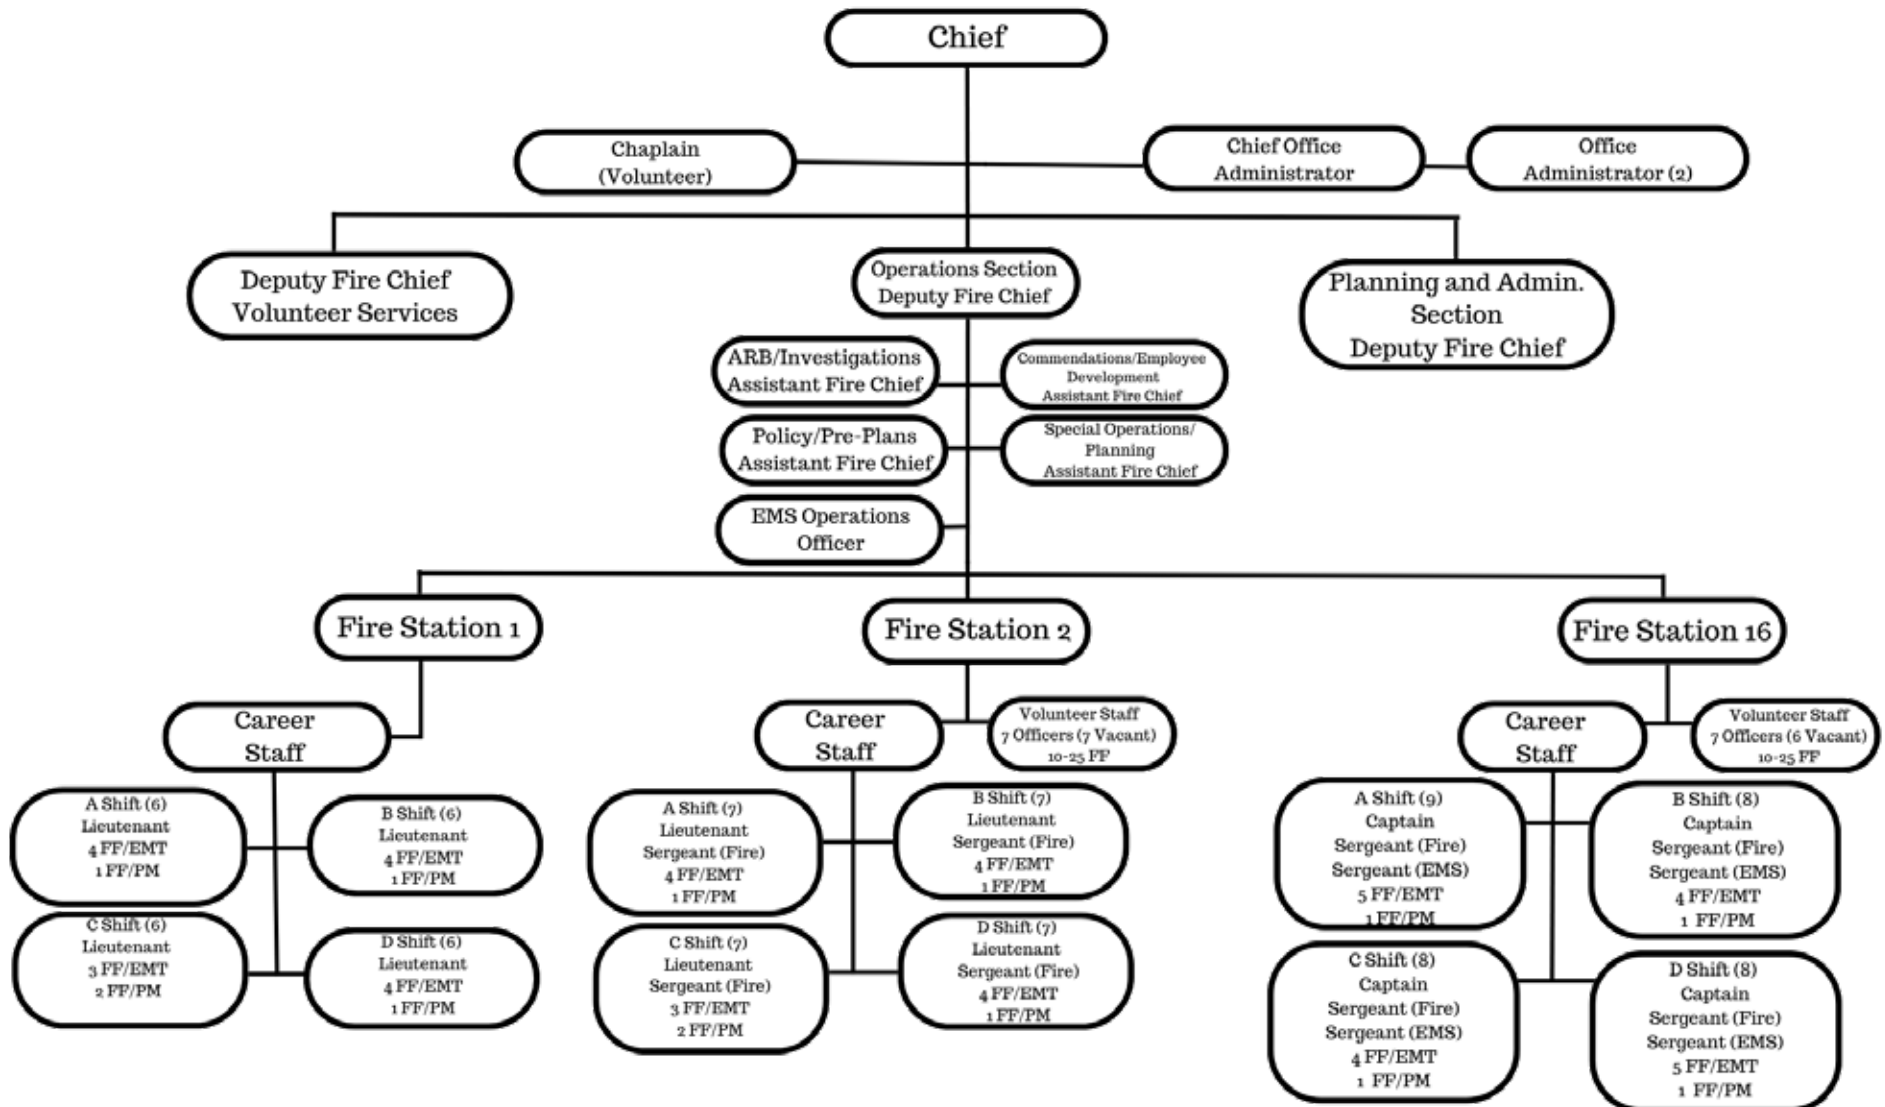 Chief
Chaplain
(Volunteer)
Chief Office
Administrator
Office
Administrator (2)
Deputy Fire Chief
Volunteer Services
Operations Section
Deputy Fire Chief
Planning and Admin.
Section
Deputy Fire Chief
ARB/Investigations
Assistant Fire Chief
Commendations/Employee
Development
Assistant Fire Chief
Policy/Pre-Plans
Assistant Fire Chief
Special Operations/
Planning
Assistant Fire Chief
EMS Operations
Officer
Fire Station 1
Fire Station 2
Fire Station 16
Career
Staff
Career
Staff
Volunteer Staff
7 Officers (7 Vacant)
10-25 FF
Career
Staff
Volunteer Staff
7 Officers (6 Vacant)
10-25 FF
A Shift (6)
Lieutenant
4 FF/EMT
1 FF/PM
B Shift (6)
Lieutenant
4 FF/EMT
1 FF/PM
C Shift (6)
Lieutenant
3 FF/EMT
2 FF/PM
D Shift (6)
Lieutenant
4 FF/EMT
1 FF/PM
A Shift (7)
Lieutenant
Sergeant (Fire)
4 FF/EMT
1 FF/PM
B Shift (7)
Lieutenant
Sergeant (Fire)
4 FF/EMT
1 FF/PM
C Shift (7)
Lieutenant
Sergeant (Fire)
3 FF/EMT
2 FF/PM
D Shift (7)
Lieutenant
Sergeant (Fire)
4 FF/EMT
1 FF/PM
A Shift (9)
Captain
Sergeant (Fire)
Sergeant (EMS)
5 FF/EMT
1 FF/PM
B Shift (8)
Captain
Sergeant (Fire)
Sergeant (EMS)
4 FF/EMT
1 FF/PM
C Shift (8)
Captain
Sergeant (Fire)
Sergeant (EMS)
4 FF/EMT
1 FF/PM
D Shift (8)
Captain
Sergeant (Fire)
Sergeant (EMS)
5 FF/EMT
1 FF/PM